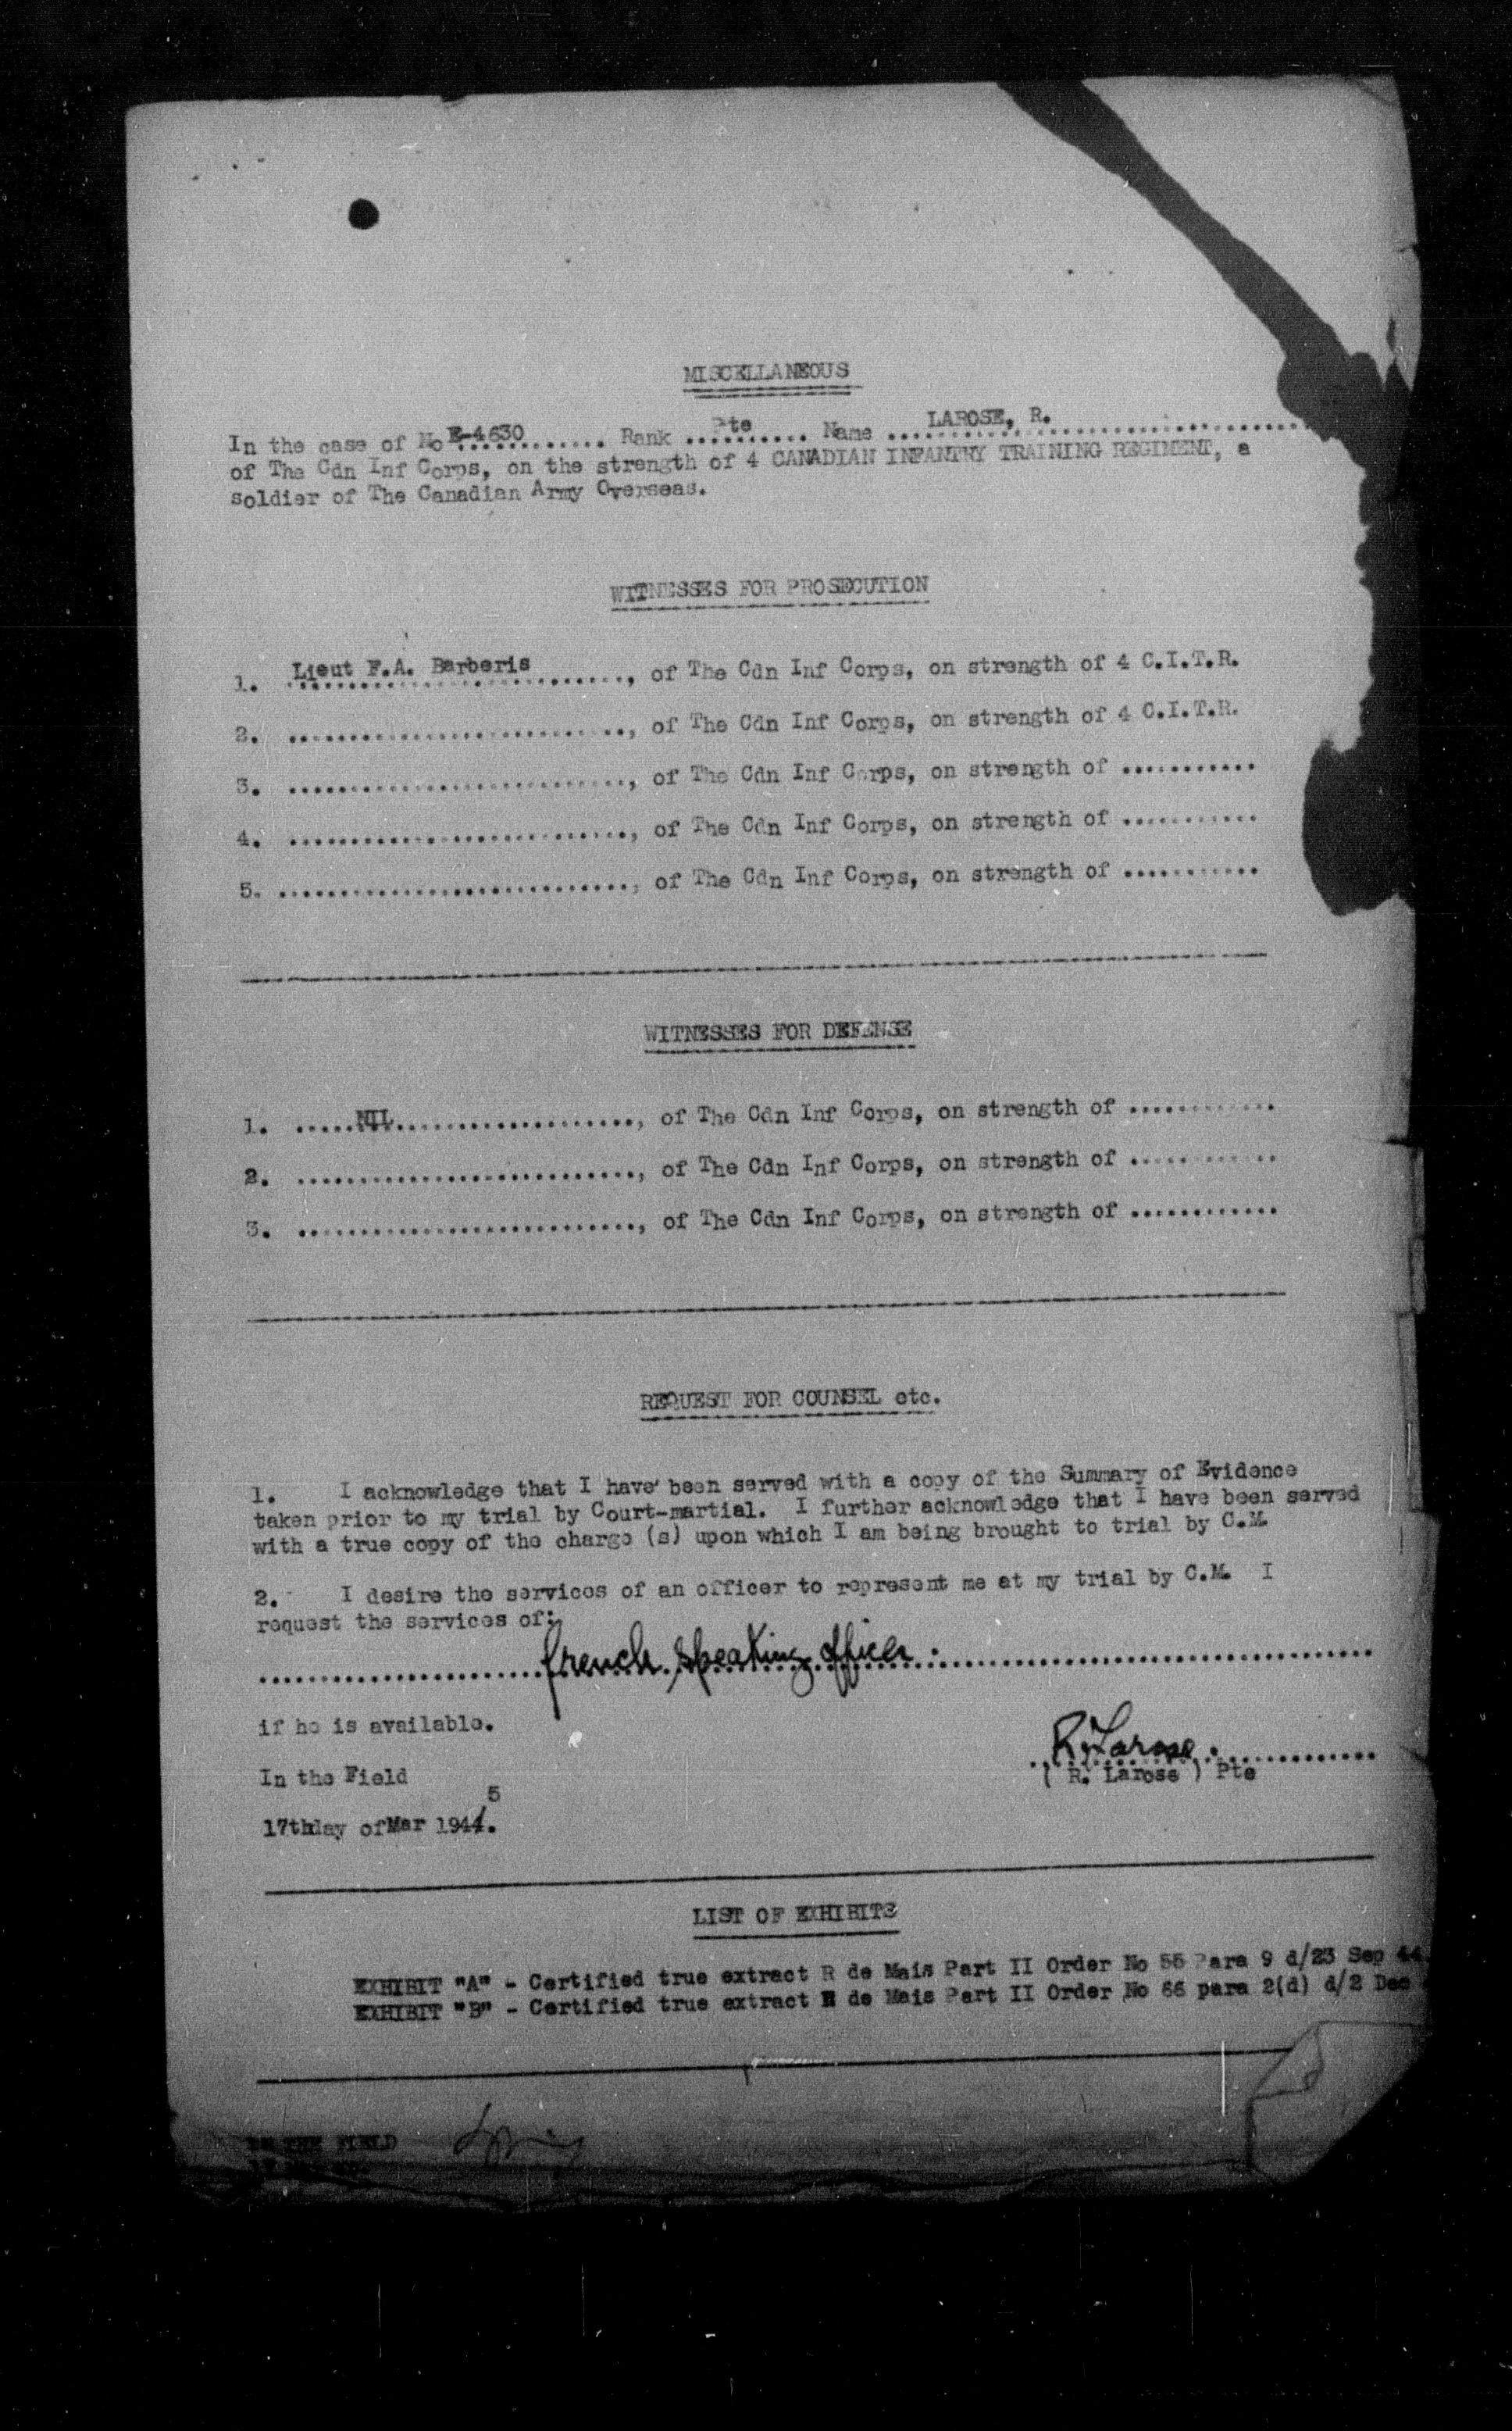 MISCELLANEOUS
In the case of No E-4630............ Rank ....Pte.... Name ....LAROSE, R..............................
of The Cdn Inf Corps, on the strength of 4 CANADIAN INFANTRY TRAINING REGIMENT, a
soldier of The Canadian Army Overseas.
WITNESSES FOR PROSECUTION
1. Lieut F.A. Barberis............, of The Cdn Inf Corps, on strength of 4 C.I.T.R.
2. ............................, of The Cdn Inf Corps, on strength of 4 C.I.T.R.
3. ............................, of The Cdn Inf Corps, on strength of ...........
4. ............................, of The Cdn Inf Corps, on strength of ...........
5. ............................., of The Cdn Inf Corps, on strength of ...........
WITNESSES FOR DEFENSE
1. .....NIL...................., of The Cdn Inf Corps, on strength of ............
2. ............................, of The Cdn Inf Corps, on strength of ............
3. ............................, of The Cdn Inf Corps, on strength of ............
REQUEST FOR COUNSEL etc.
1. I acknowledge that I have been served with a copy of the Summary of Evidence
taken prior to my trial by Court-martial. I further acknowledge that I have been served
with a true copy of the charge (s) upon which I am being brought to trial by C.M.
2. I desire the services of an officer to represent me at my trial by C.M. I
request the services of:
.......................french speaking officer.....................................
if he is available.
R. Larose.
In the Field
( R. Larose ) Pte
5
17thday ofMar 1944.
LIST OF EXHIBITS
EXHIBIT "A" - Certified true extract R de Mais Part II Order No 55 Para 9 d/23 Sep 44
EXHIBIT "B" - Certified true extract R de Mais Part II Order No 66 para 2(d) d/2 Dec
IN THE FIELD